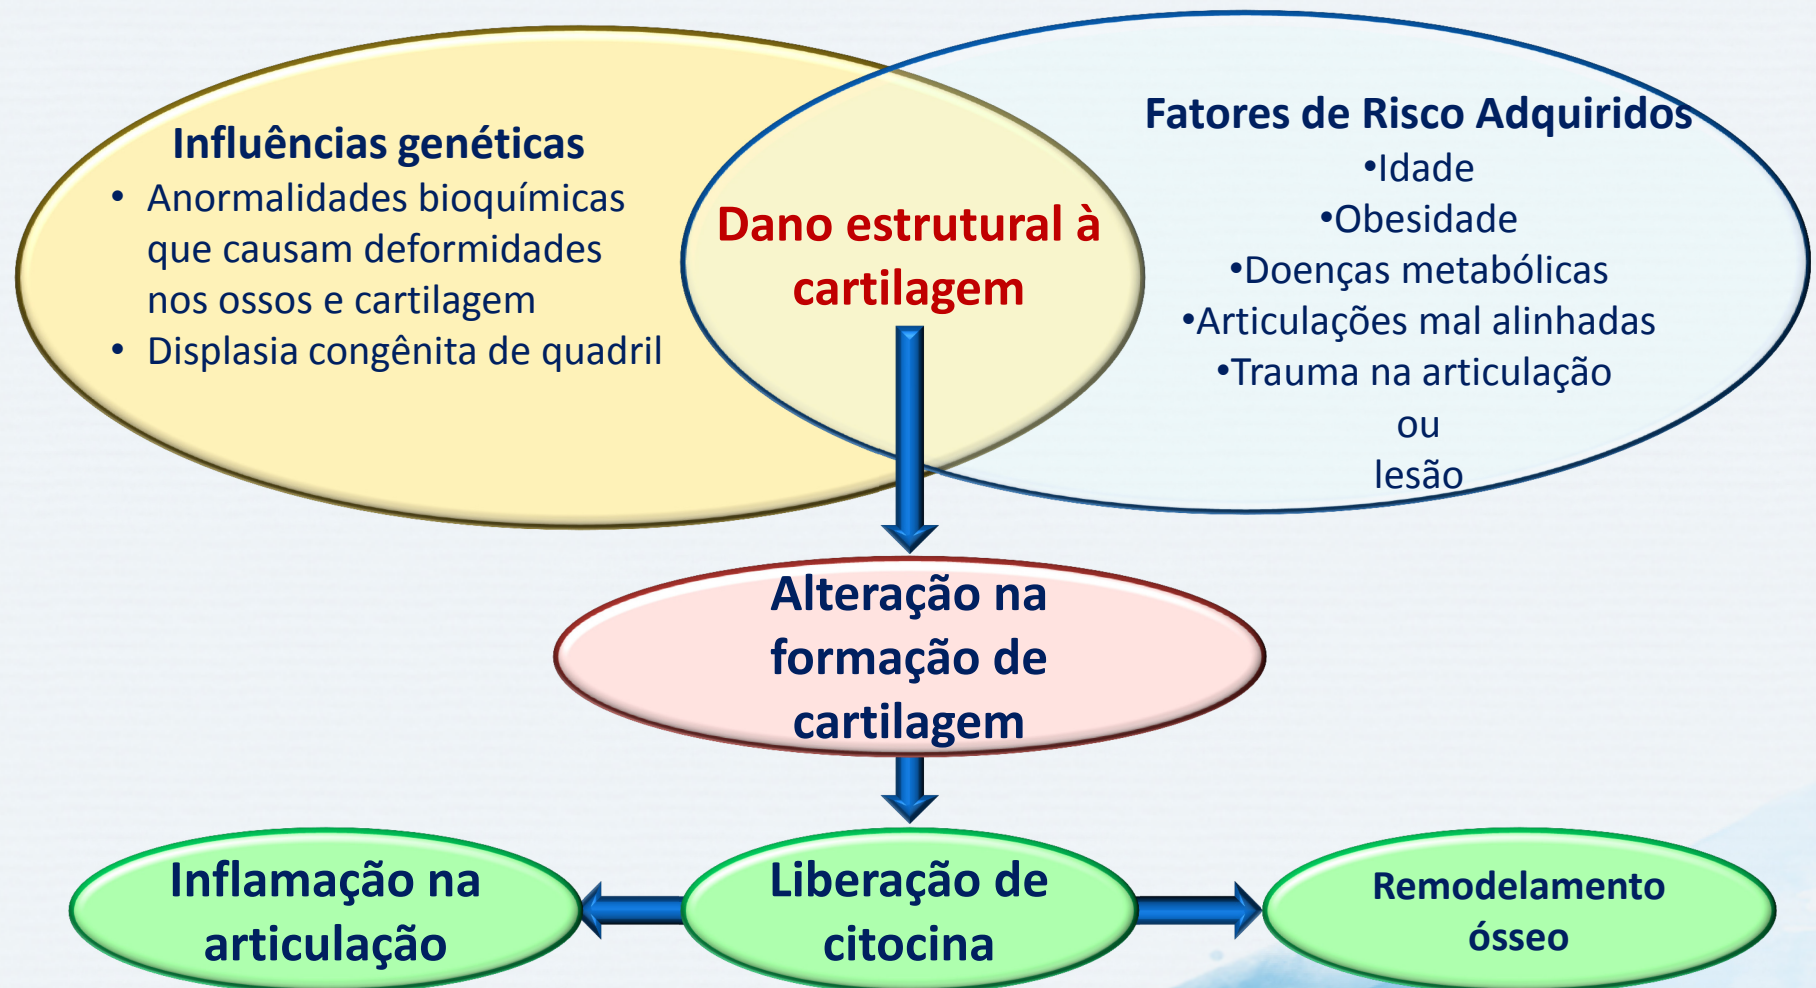 Influências genéticas
• Anormalidades bioquímicas
que causam deformidades
nos ossos e cartilagem
• Displasia congênita de quadril
Dano estrutural à
cartilagem
Fatores de Risco Adquiridos
•Idade
•Obesidade
•Doenças metabólicas
•Articulações mal alinhadas
•Trauma na articulação
ou
lesão
Alteração na
formação de
cartilagem
Inflamação na
articulação
Liberação de
citocina
Remodelamento
ósseo